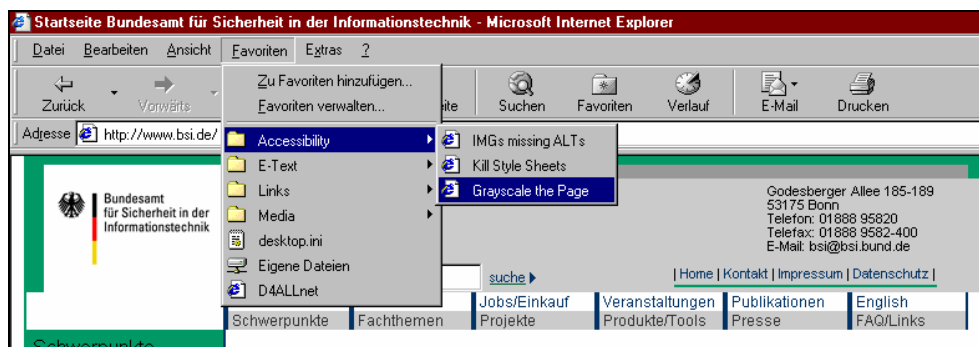 Startseite Bundesamt für Sicherheit in der Informationstechnik - Microsoft Internet Explorer
Datei Bearbeiten Ansicht Favoriten Extras ?
Zurück Vorwärts Suchen Favoriten Verlauf E-Mail Drucken
Zu Favoriten hinzufügen...
Favoriten verwalten...
Adresse http://www.bsi.de/
Accessibility
E-Text
Links
Media
desktop.ini
Eigene Dateien
D4ALLnet
IMGs missing ALTs
Kill Style Sheets
Grayscale the Page
Bundesamt
für Sicherheit in der
Informationstechnik
Godesberger Allee 185-189
53175 Bonn
Telefon: 01888 95820
Telefax: 01888 9582-400
E-Mail: bsi@bsi.bund.de
suche
| Home | Kontakt | Impressum | Datenschutz |
Jobs/Einkauf Veranstaltungen Publikationen English
Schwerpunkte Fachthemen Projekte Produkte/Tools Presse FAQ/Links
Schwerpunkte